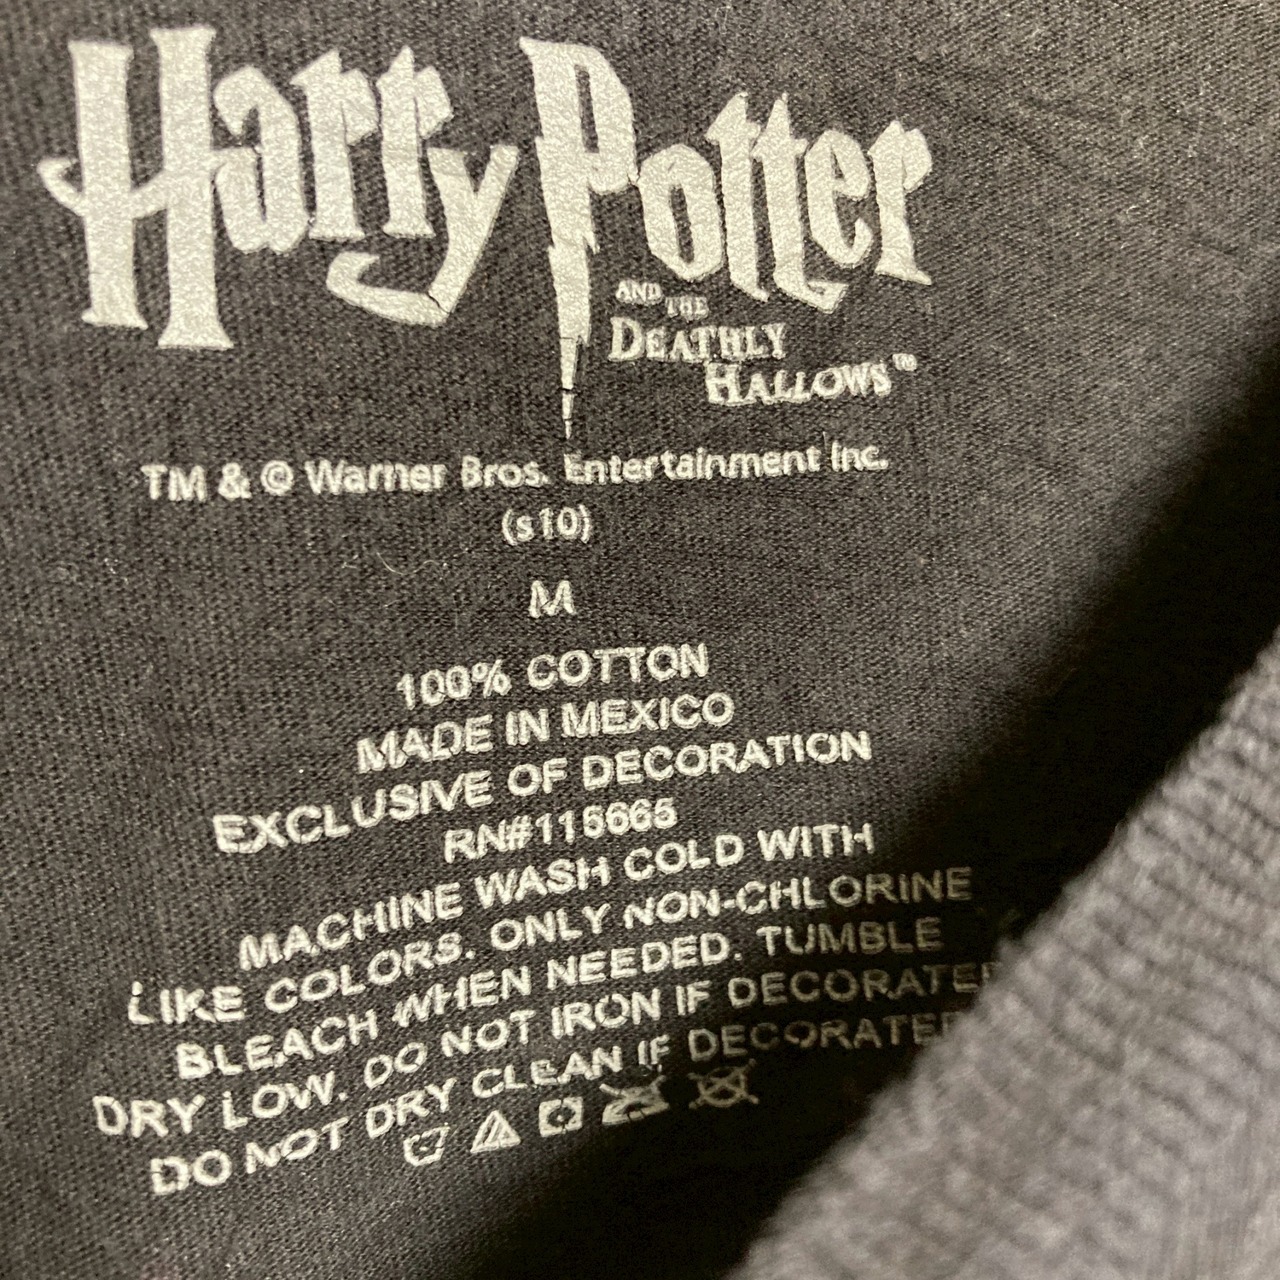 Harry Potter
AND THE
DEATHLY
HALLOWS™
TM & © Warner Bros. Entertainment Inc.
(s10)
M
100% COTTON
MADE IN MEXICO
EXCLUSIVE OF DECORATION
RN#115665
MACHINE WASH COLD WITH
LIKE COLORS. ONLY NON-CHLORINE
BLEACH WHEN NEEDED. TUMBLE
DRY LOW. DO NOT IRON IF DECORATED
DO NOT DRY CLEAN IF DECORATED